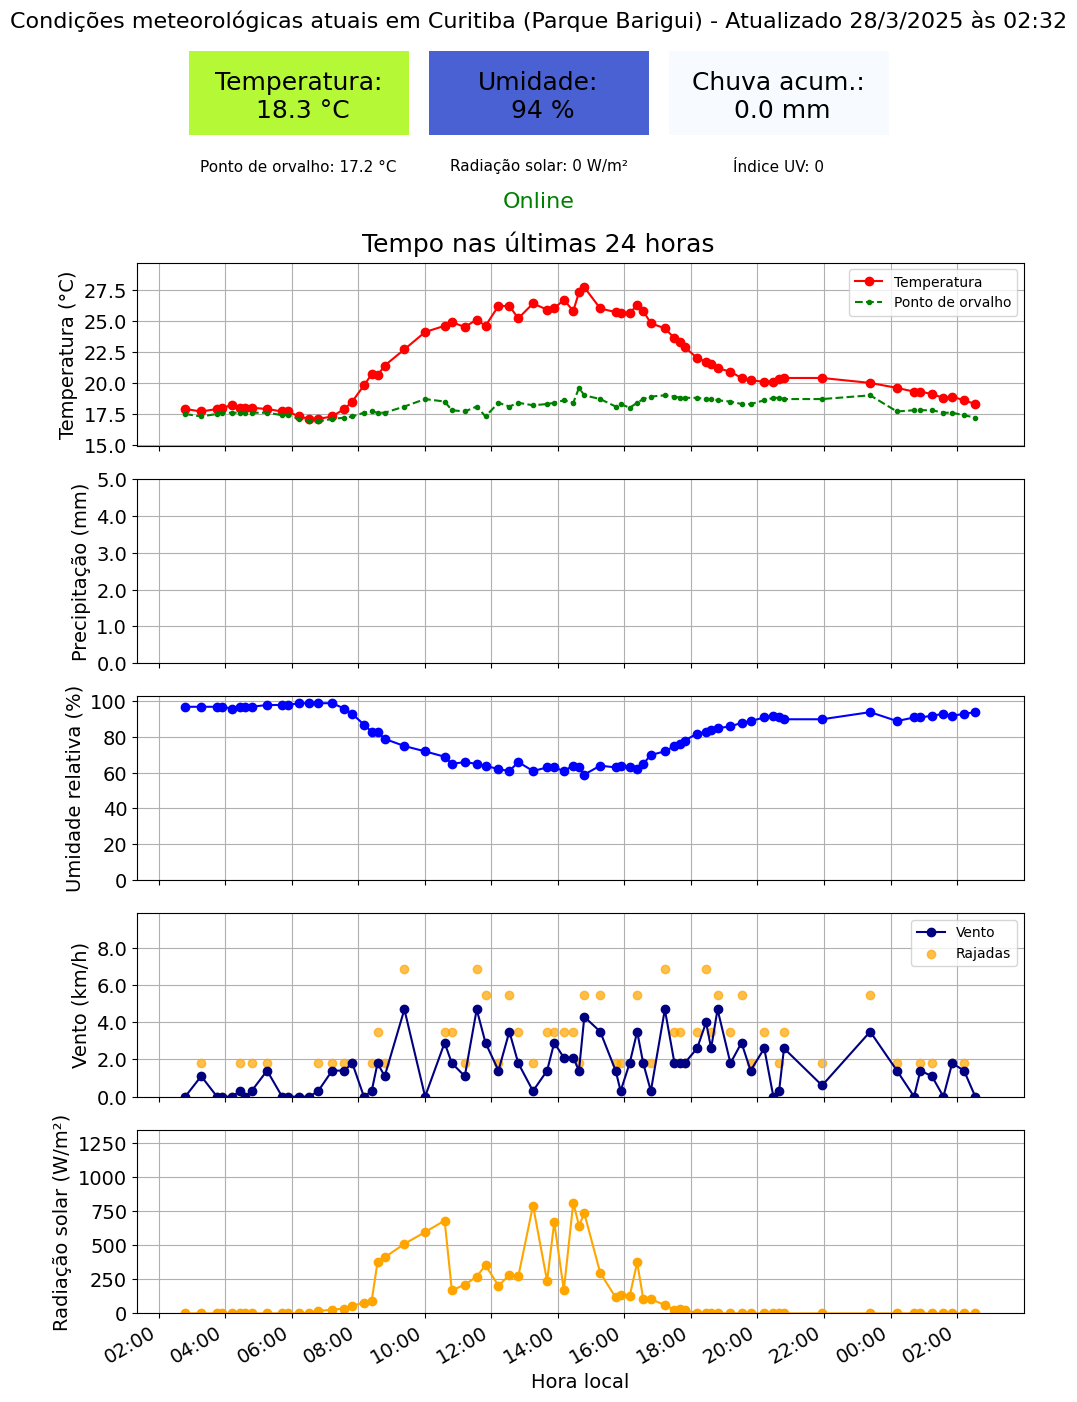 Condições meteorológicas atuais em Curitiba (Parque Barigui) - Atualizado 28/3/2025 às 02:32
Temperatura:
18.3 °C
Umidade:
94 %
Chuva acum.:
0.0 mm
Ponto de orvalho: 17.2 °C
Radiação solar: 0 W/m²
Índice UV: 0
Online
Tempo nas últimas 24 horas
Temperatura (°C)
27.5
25.0
22.5
20.0
17.5
15.0
Temperatura
Ponto de orvalho
Precipitação (mm)
5.0
4.0
3.0
2.0
1.0
0.0
Umidade relativa (%)
100
80
60
40
20
0
Vento (km/h)
8.0
6.0
4.0
2.0
0.0
Vento
Rajadas
Radiação solar (W/m²)
1250
1000
750
500
250
0
02:00
04:00
06:00
08:00
10:00
12:00
14:00
16:00
18:00
20:00
22:00
00:00
02:00
Hora local